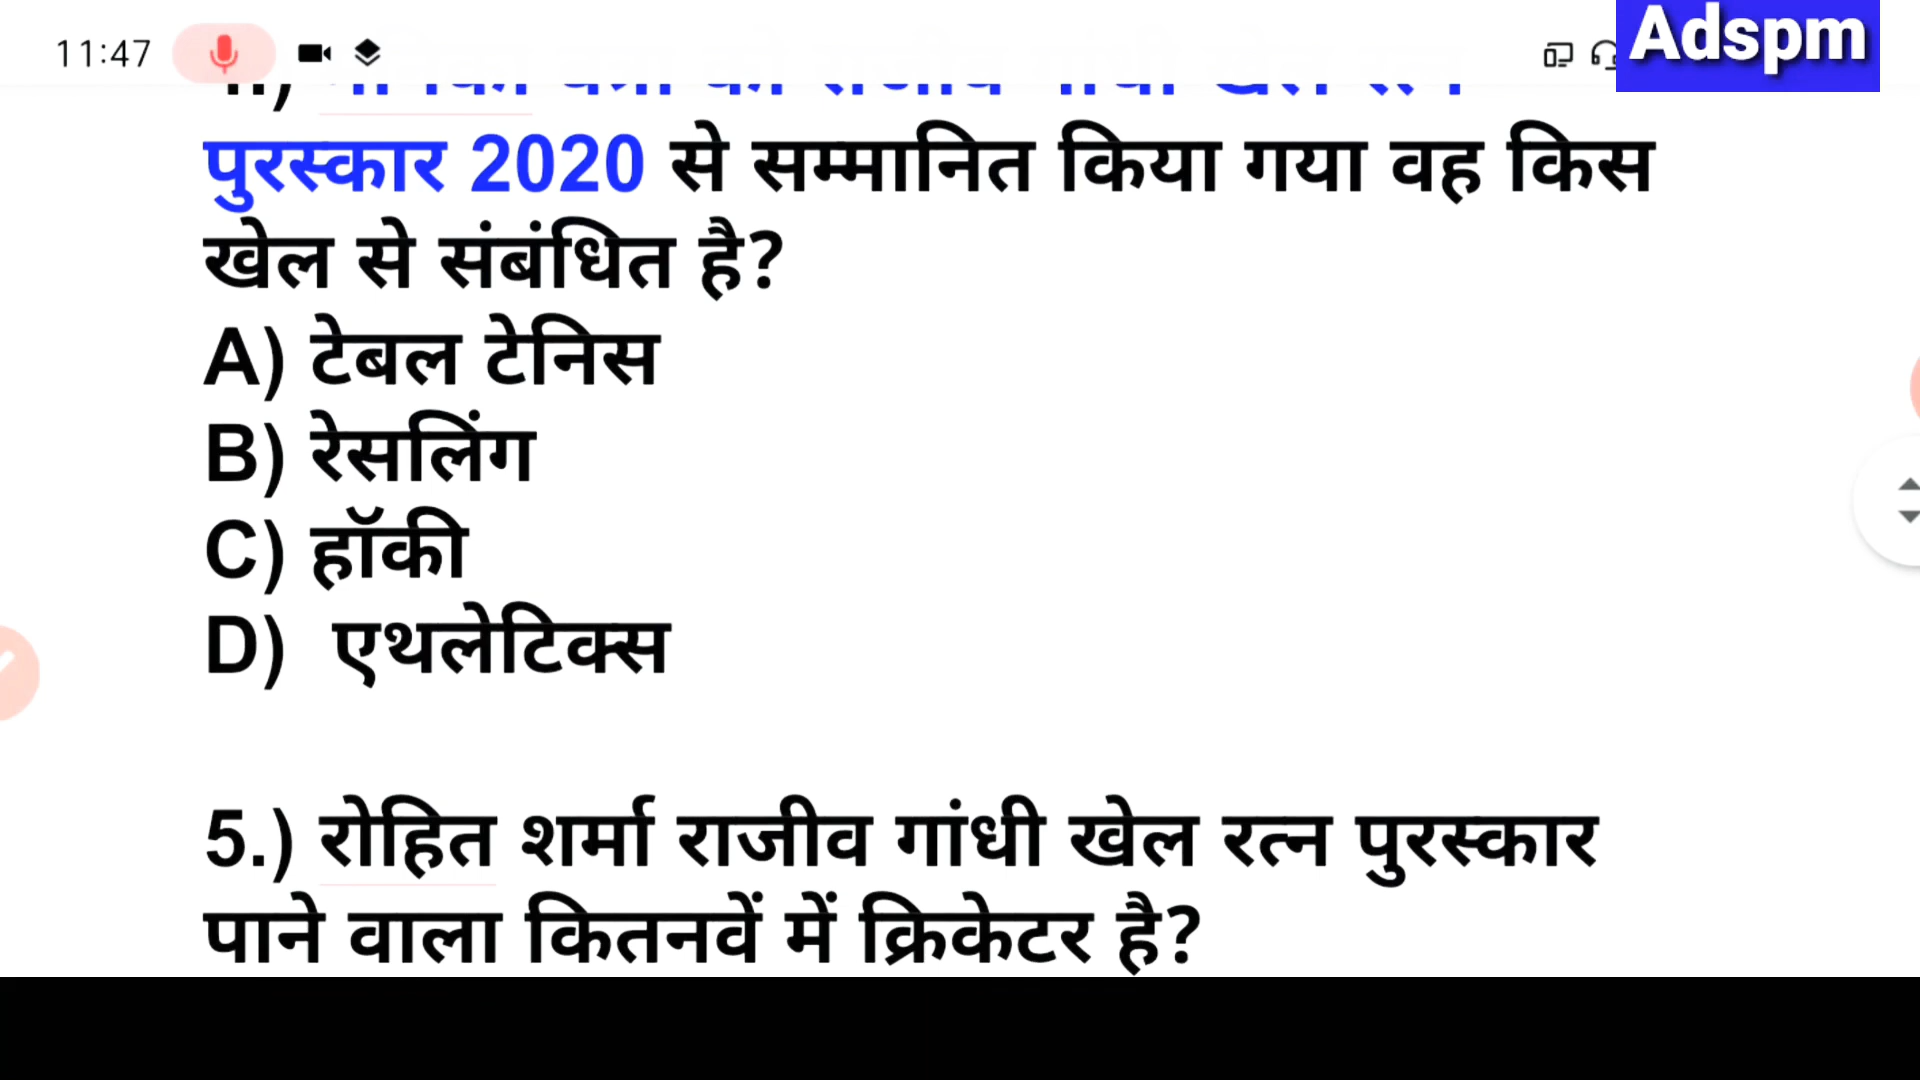 11:47
Adspm
पुरस्कार 2020 से सम्मानित किया गया वह किस
खेल से संबंधित है?
A) टेबल टेनिस
B) रेसलिंग
C) हॉकी
D) एथलेटिक्स
5.) रोहित शर्मा राजीव गांधी खेल रत्न पुरस्कार
पाने वाला कितनवें में क्रिकेटर है?